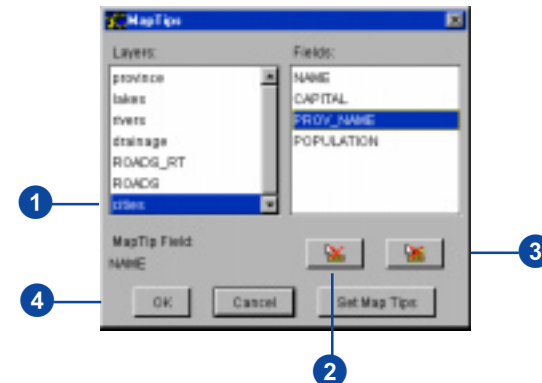 MapTips
Layers:
Fields:
province
lakes
rivers
drainage
ROADS_RT
ROADS
cities
NAME
CAPITAL
PROV_NAME
POPULATION
1
MapTip Field:
NAME
3
4
OK
Cancel
Set Map Tips
2